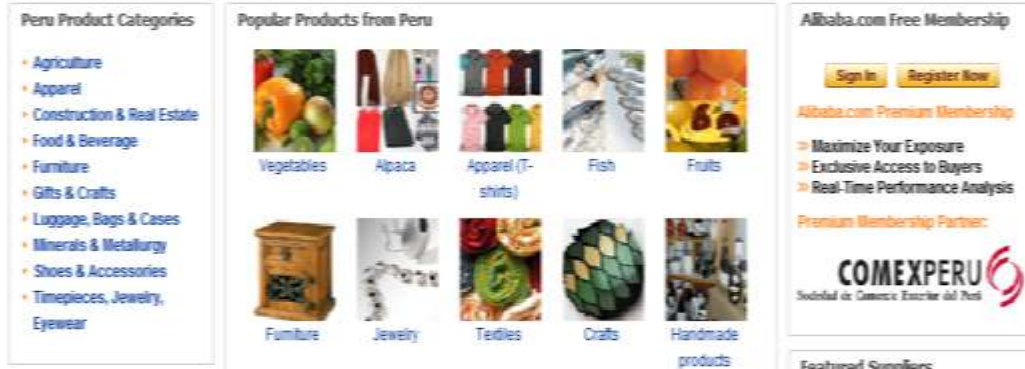 Peru Product Categories
Agriculture
Apparel
Construction & Real Estate
Food & Beverage
Furniture
Gifts & Crafts
Luggage, Bags & Cases
Minerals & Metallurgy
Shoes & Accessories
Timepieces, Jewelry,
Eyewear
Popular Products from Peru
Vegetables
Alpaca
Apparel (T-
shirts)
Fish
Fruits
Furniture
Jewelry
Textiles
Crafts
Handmade
products
Alibaba.com Free Membership
Sign In
Register Now
Alibaba.com Premium Membership
» Maximize Your Exposure
» Exclusive Access to Buyers
» Real-Time Performance Analysis
Premium Membership Partner:
COMEXPERU
Sociedad de Comercio Exterior del Perú
Featured Suppliers